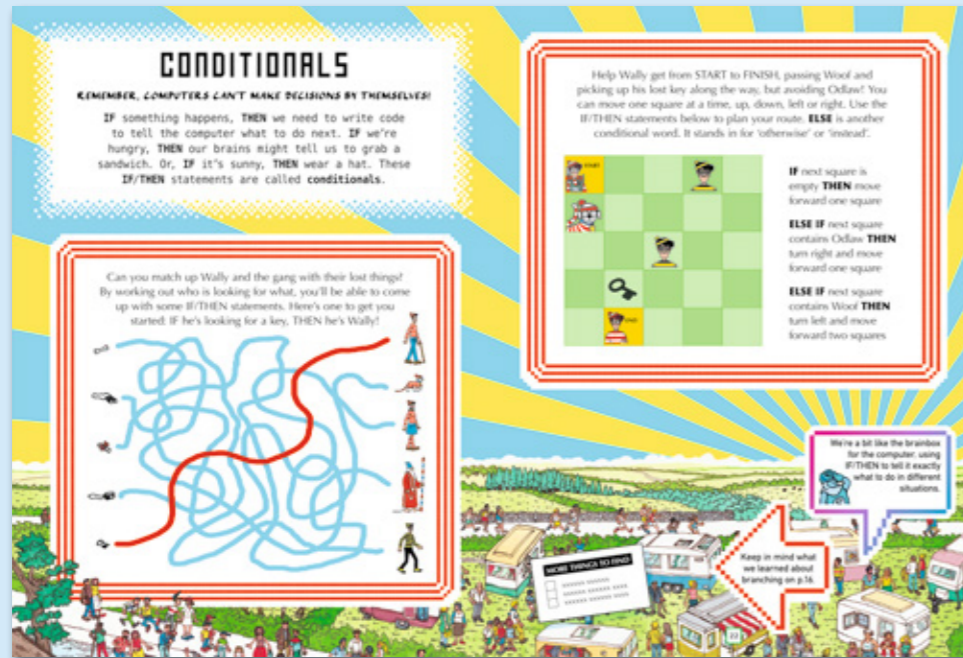 CONDITIONALS
REMEMBER, COMPUTERS CAN'T MAKE DECISIONS BY THEMSELVES!
IF something happens, THEN we need to write code
to tell the computer what to do next. IF we're
hungry, THEN our brains might tell us to grab a
sandwich. Or, IF it's sunny, THEN wear a hat. These
IF/THEN statements are called conditionals.
Can you match up Wally and the gang with their lost things?
By working out who is looking for what, you'll be able to come
up with some IF/THEN statements. Here's one to get you
started: IF he's looking for a key, THEN he's Wally!
Help Wally get from START to FINISH, passing Woof and
picking up his lost key along the way, but avoiding Odlaw! You
can move one square at a time, up, down, left or right. Use the
IF/THEN statements below to plan your route. ELSE is another
conditional word. It stands in for 'otherwise' or 'instead'.
START
END
IF next square is
empty THEN move
forward one square
ELSE IF next square
contains Odlaw THEN
turn right and move
forward one square
ELSE IF next square
contains Woof THEN
turn left and move
forward two squares
We're a bit like the brainbox
for the computer, using
IF/THEN to tell it exactly
what to do in different
situations.
Keep in mind what
we learned about
branching on p.16.
MORE THINGS TO FIND
xxxxxx xxxxxx
xxxxxx xxxxxx xxxx
xxxxxx xxxxxx xxxx
22